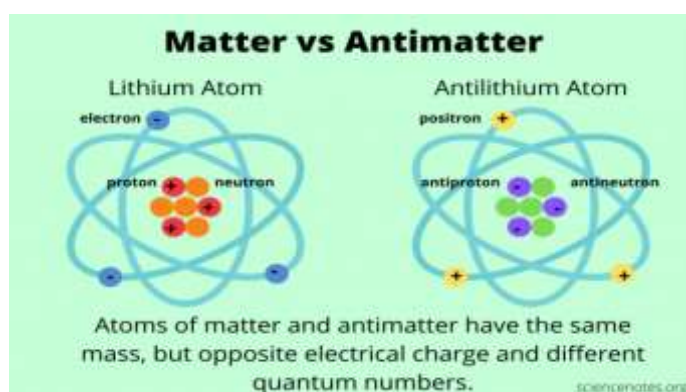 Matter vs Antimatter
Lithium Atom
Antilithium Atom
electron -
positron +
proton + neutron
antiproton - antineutron
+
-
+
-
- -
+ +
Atoms of matter and antimatter have the same
mass, but opposite electrical charge and different
quantum numbers.
sciencenotes.org